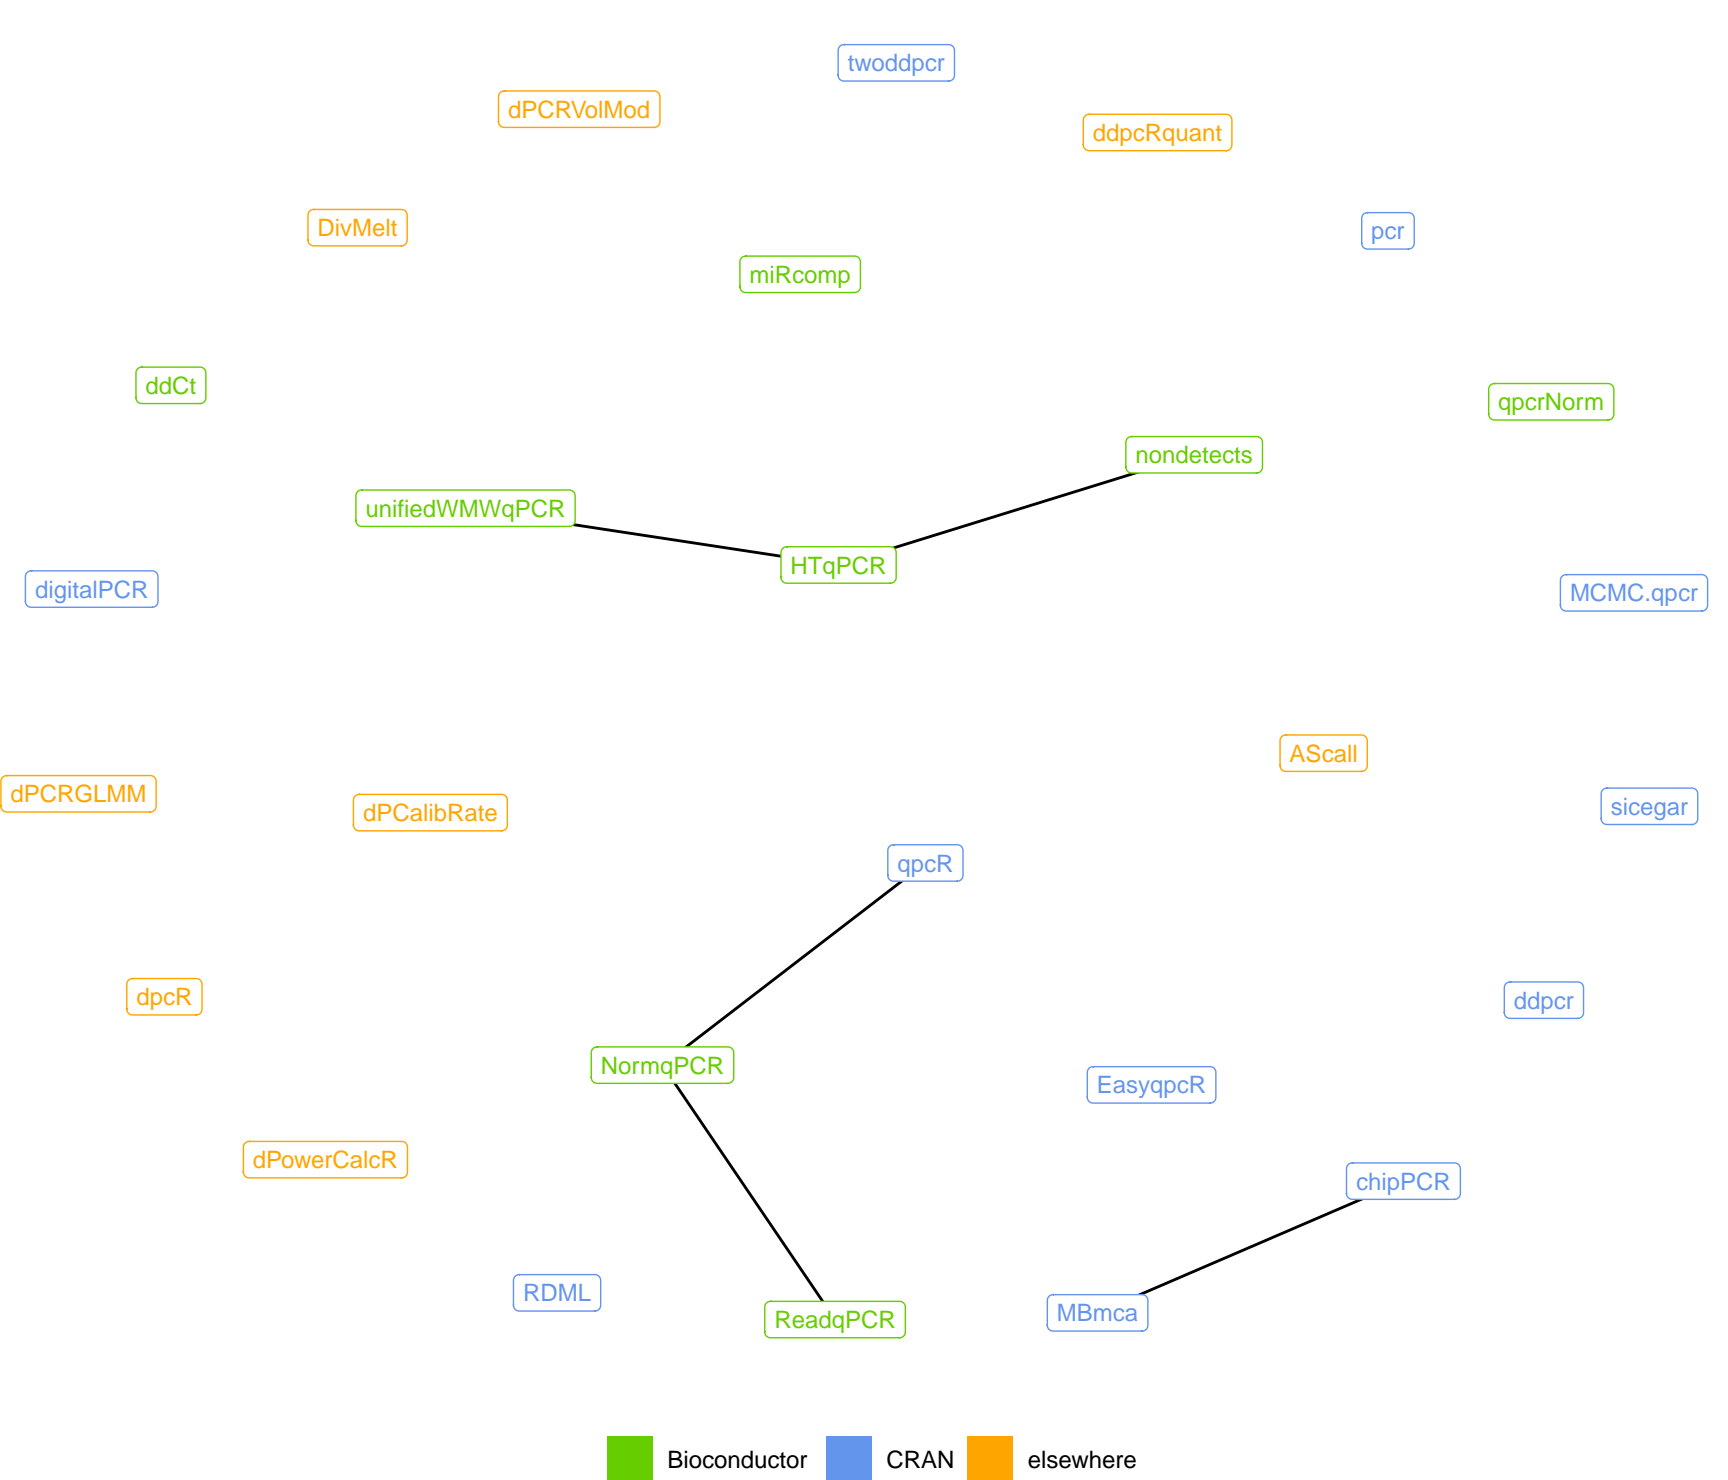 twoddpcr
dPCRVolMod
ddpcRquant
DivMelt
pcr
miRcomp
ddCt
qpcrNorm
nondetects
unifiedWMWqPCR
HTqPCR
digitalPCR
MCMC.qpcr
AScall
dPCRGLMM
dPCalibRate
sicegar
qpcR
dpcR
ddpcr
NormqPCR
EasyqpcR
dPowerCalcR
chipPCR
RDML
ReadqPCR
MBmca
Bioconductor CRAN elsewhere